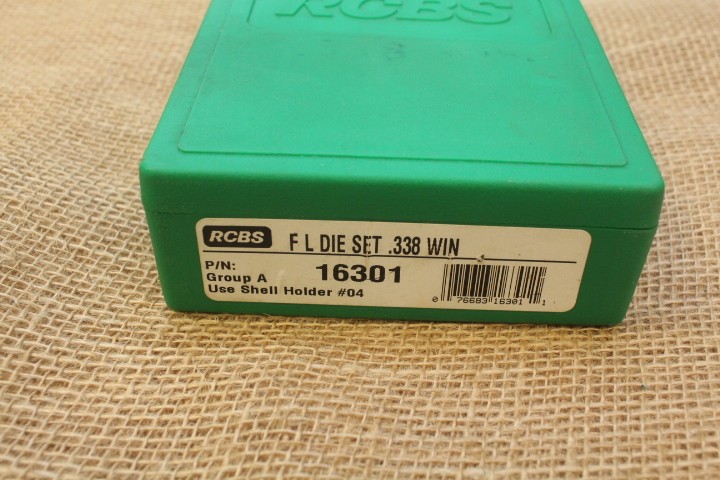 RCBS
RCBS F L DIE SET .338 WIN
P/N: 16301
Group A
Use Shell Holder #04
0 76683 16301 1